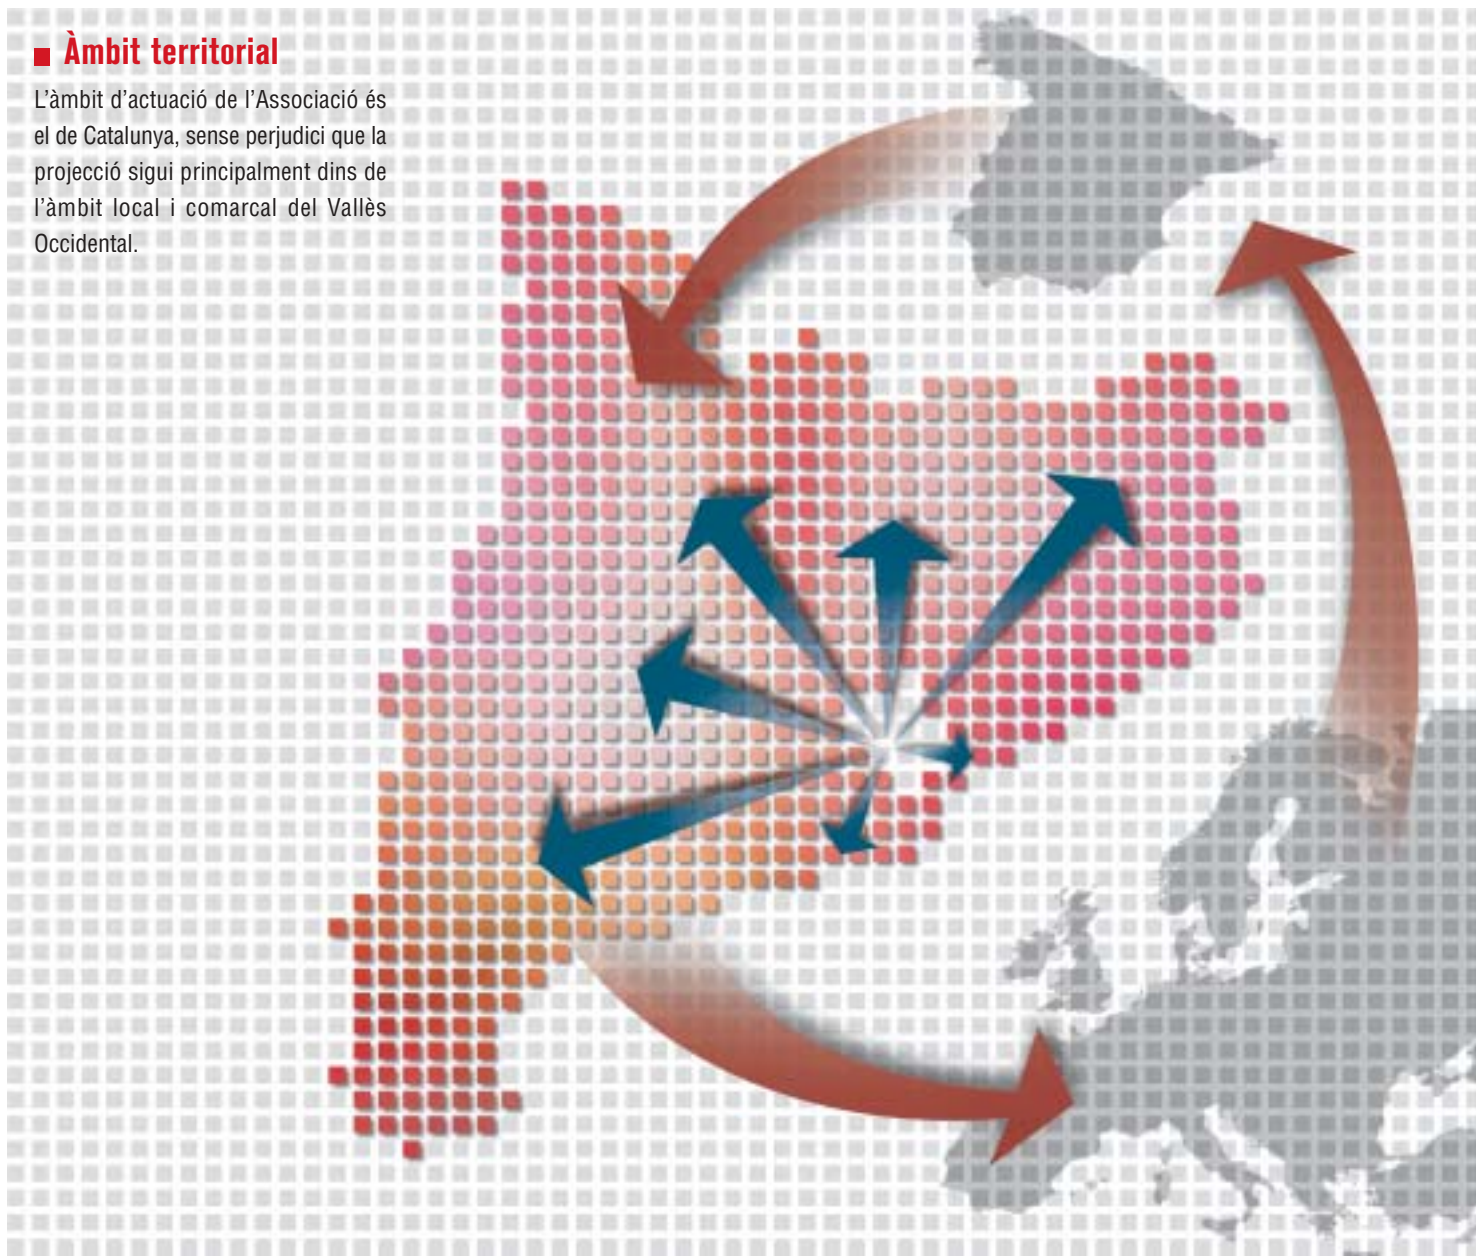 Àmbit territorial
L'àmbit d'actuació de l'Associació és
el de Catalunya, sense perjudici que la
projecció sigui principalment dins de
l'àmbit local i comarcal del Vallès
Occidental.